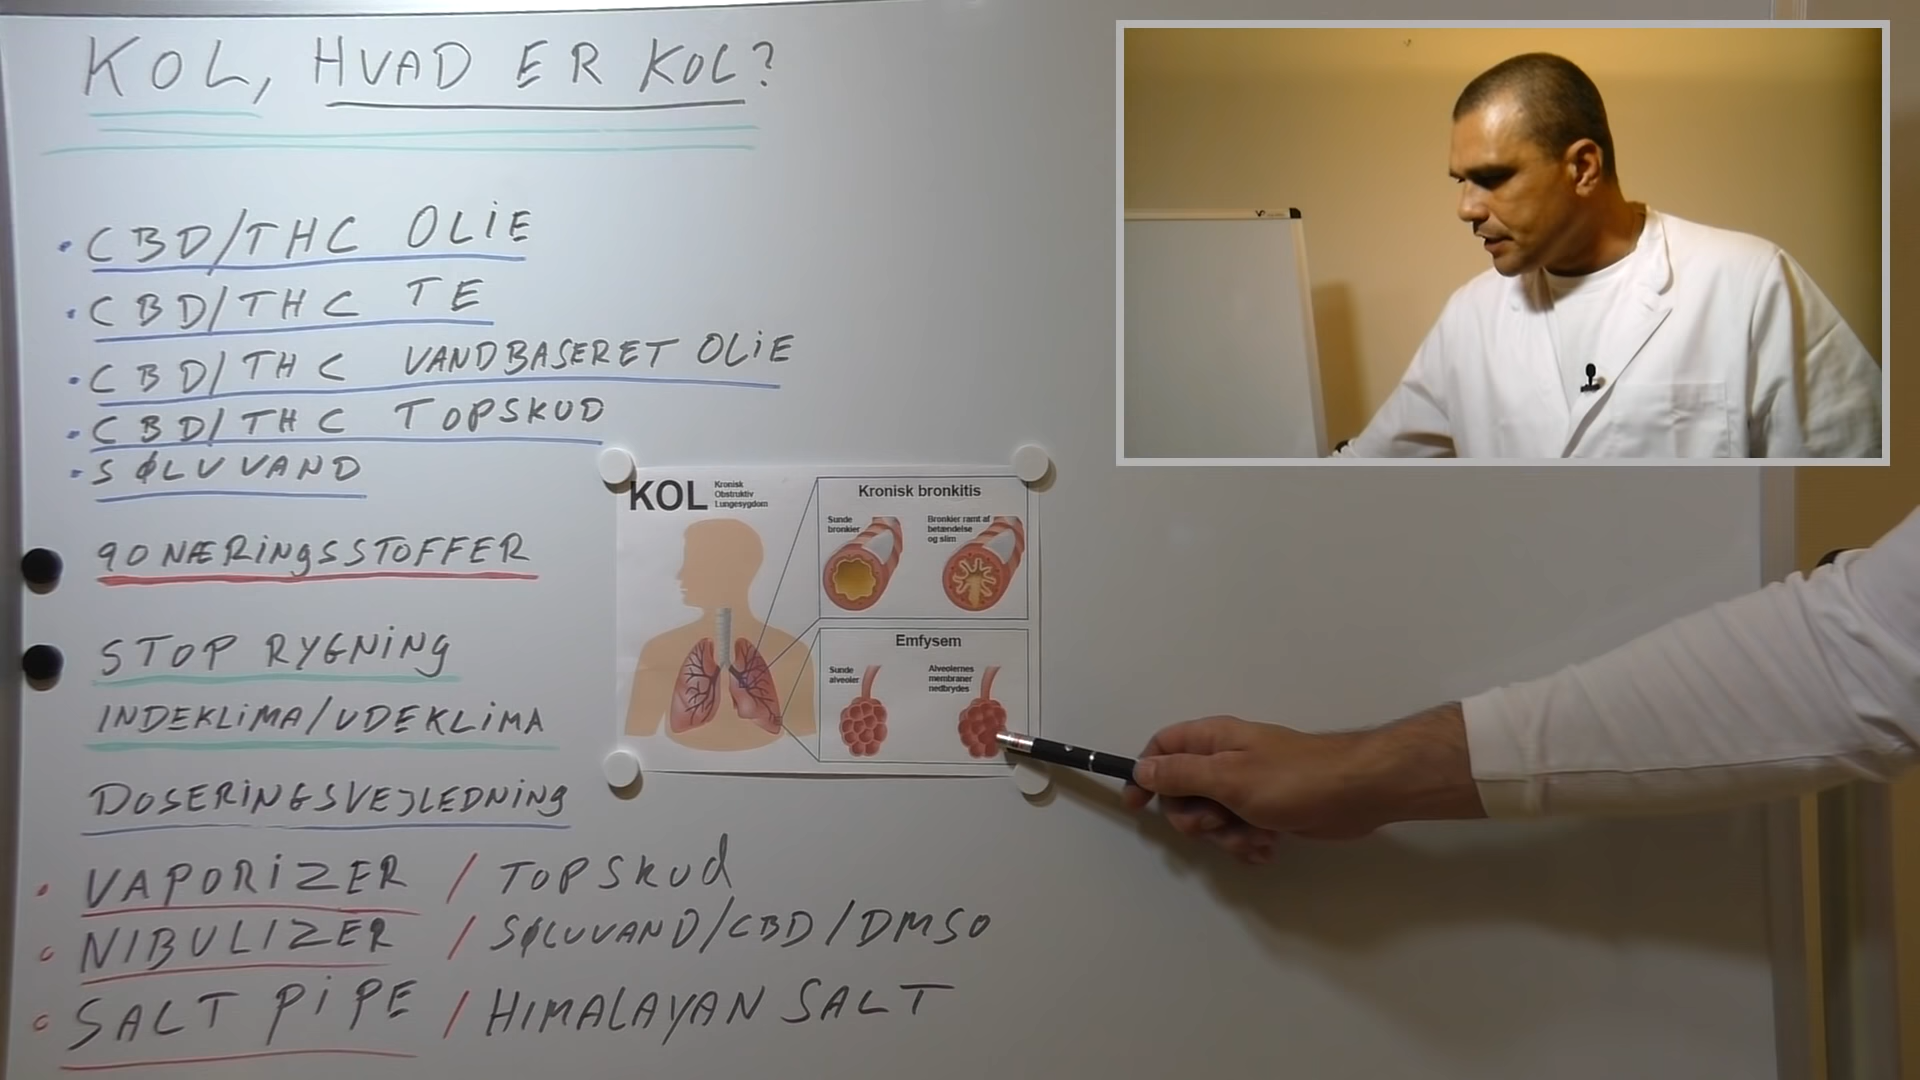 KOL, HVAD ER KOL?
• CBD/THC OLIE
• CBD/THC TE
• CBD/THC VANDBASERET OLIE
• CBD/THC TOPSKUD
• SØLVVAND
90 NÆRINGSSTOFFER
STOP RYGNING
INDEKLIMA/UDEKLIMA
DOSERINGSVEJLEDNING
• VAPORIZER / TOPSKUD
• NIBULIZER / SØLVVAND/CBD/DMSO
• SALT PIPE / HIMALAYAN SALT
KOL
Kronisk
Obstruktiv
Lungesygdom
Kronisk bronkitis
Sunde
bronkier
Bronkier ramt af
betændelse
og slim
Emfysem
Sunde
alveoler
Alveolernes
membraner
nedbrydes